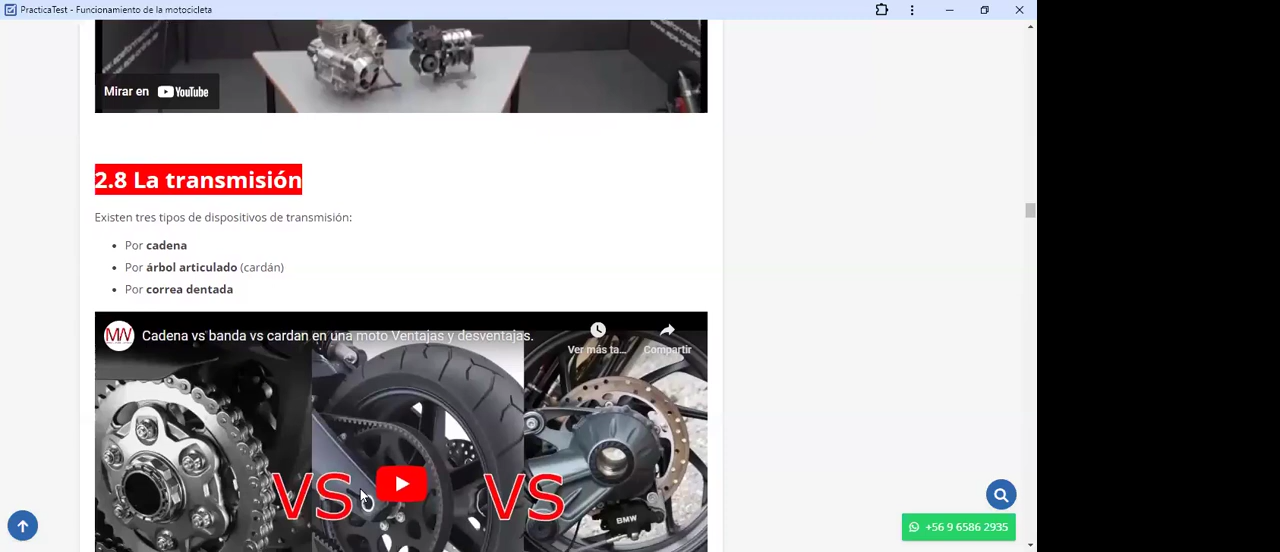 PracticaTest - Funcionamiento de la motocicleta
Mirar en YouTube
2.8 La transmisión
Existen tres tipos de dispositivos de transmisión:
Por cadena
Por árbol articulado (cardán)
Por correa dentada
MW
Cadena vs banda vs cardan en una moto Ventajas y desventajas.
Ver más ta...
Compartir
VS
VS
BMW
+56 9 6586 2935